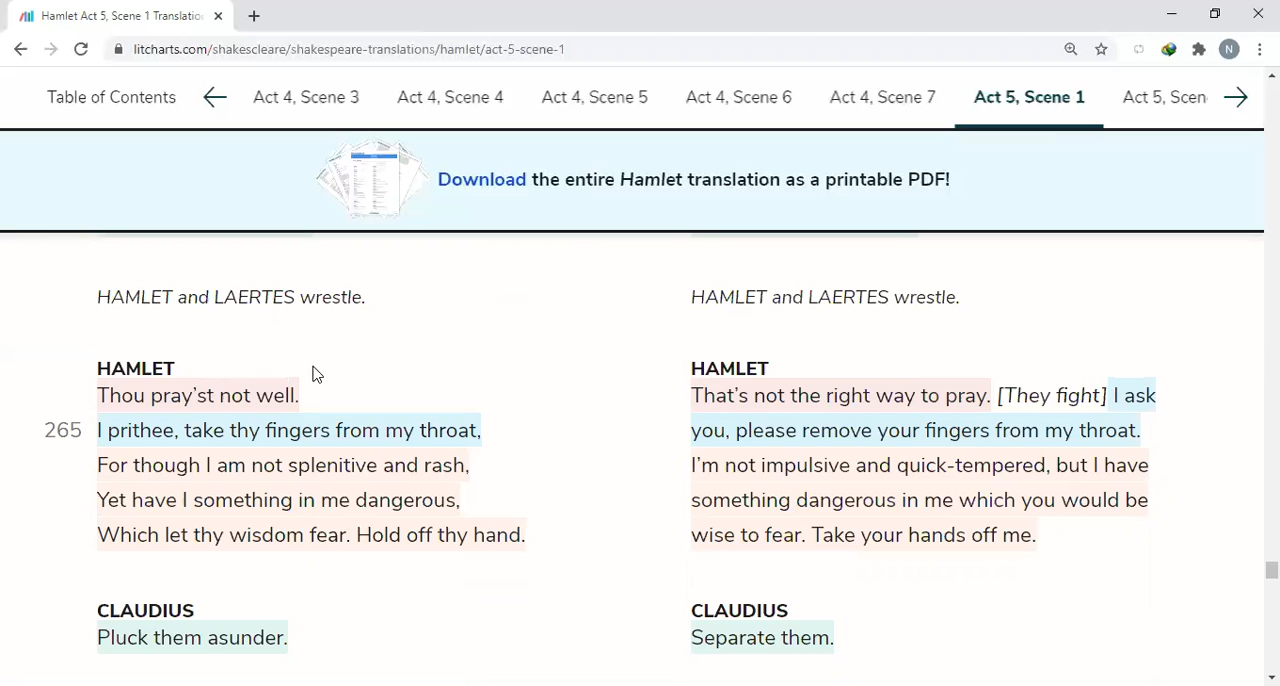 Hamlet Act 5, Scene 1 Translatio
litcharts.com/shakescleare/shakespeare-translations/hamlet/act-5-scene-1
N
Table of Contents Act 4, Scene 3 Act 4, Scene 4 Act 4, Scene 5 Act 4, Scene 6 Act 4, Scene 7 Act 5, Scene 1 Act 5, Scen
Download the entire Hamlet translation as a printable PDF!
HAMLET and LAERTES wrestle.
HAMLET
Thou pray’st not well.
265 I prithee, take thy fingers from my throat,
For though I am not splenitive and rash,
Yet have I something in me dangerous,
Which let thy wisdom fear. Hold off thy hand.
CLAUDIUS
Pluck them asunder.
HAMLET and LAERTES wrestle.
HAMLET
That’s not the right way to pray. [They fight] I ask
you, please remove your fingers from my throat.
I’m not impulsive and quick-tempered, but I have
something dangerous in me which you would be
wise to fear. Take your hands off me.
CLAUDIUS
Separate them.